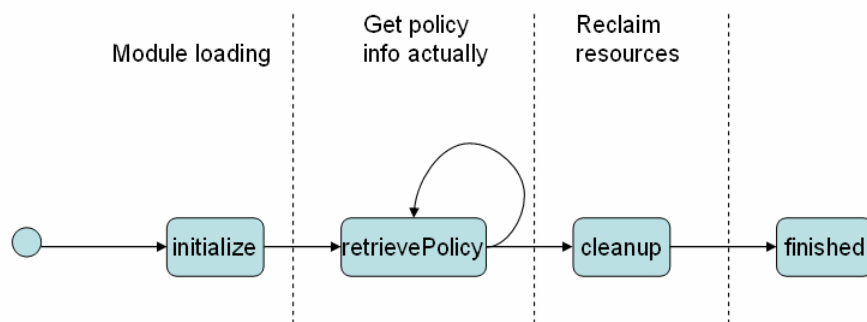 Module loading
Get policy
info actually
Reclaim
resources
initialize
retrievePolicy
cleanup
finished